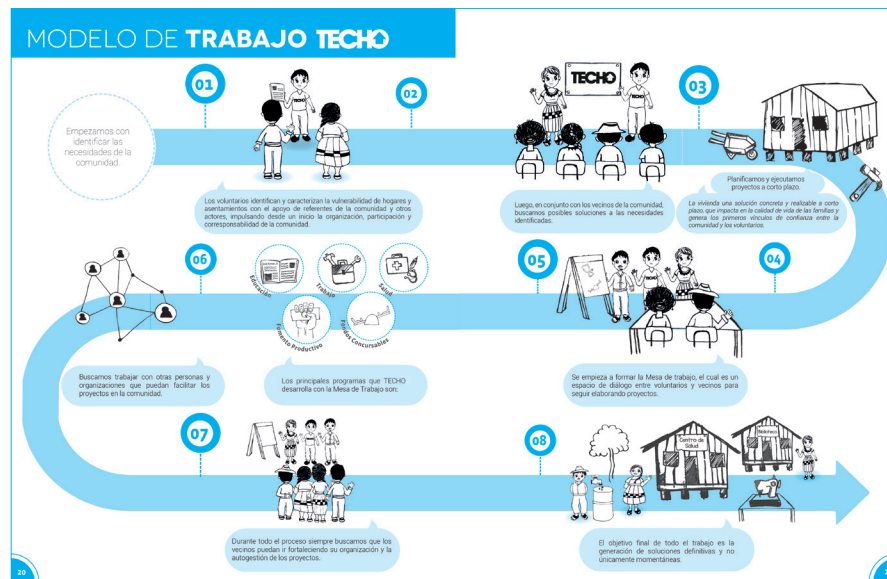 MODELO DE TRABAJO TECHO
Empezamos con
identificar las
necesidades de la
comunidad.
01
TECHO
Los voluntarios identifican y caracterizan la vulnerabilidad de hogares y
asentamientos con el apoyo de referentes de la comunidad y otros
actores, impulsando desde un inicio la organización, participación y
corresponsabilidad de la comunidad.
02
TECHO
TECHO
Luego, en conjunto con los vecinos de la comunidad,
buscamos posibles soluciones a las necesidades
identificadas.
03
Planificamos y ejecutamos
proyectos a corto plazo.
La vivienda una solución concreta y realizable a corto
plazo, que impacta en la calidad de vida de las familias y
genera los primeros vínculos de confianza entre la
comunidad y los voluntarios.
04
05
Se empieza a formar la Mesa de trabajo, el cual es un
espacio de diálogo entre voluntarios y vecinos para
seguir elaborando proyectos.
Educación
Trabajo
Salud
Fomento Productivo
Fondos Concursables
Los principales programas que TECHO
desarrolla con la Mesa de Trabajo son:
06
Buscamos trabajar con otras personas y
organizaciones que puedan facilitar los
proyectos en la comunidad.
07
Durante todo el proceso siempre buscamos que los
vecinos puedan ir fortaleciendo su organización y la
autogestión de los proyectos.
08
Centro de
Salud
Biblioteca
El objetivo final de todo el trabajo es la
generación de soluciones definitivas y no
únicamente momentáneas.
20